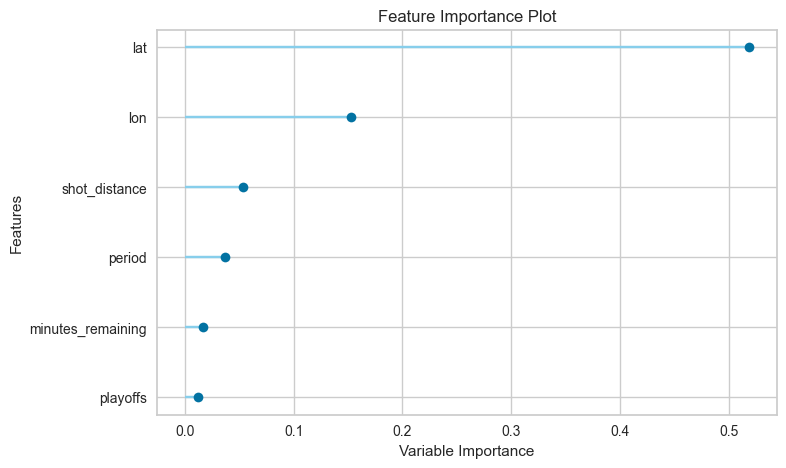 Feature Importance Plot
lat
lon
shot_distance
period
minutes_remaining
playoffs
Features
0.0 0.1 0.2 0.3 0.4 0.5
Variable Importance